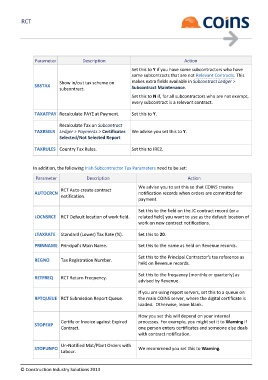 RCT
coins
Parameter Description Action
SBBTAX Show in/out tax schema on subcontract.
Set this to Y if you have some subcontractors who have some subcontracts that are not Relevant Contracts. This makes extra fields available in Subcontract Ledger > Subcontract Maintenance.
Set this to N if, for all subcontractors who are not exempt, every subcontract is a relevant contract.
TAXATPAY Recalculate RWT at Payment. Set this to Y.
Recalculate Tax on Subcontract Ledger > Payments > Certificates Selected/Not Selected Report.
We advise you set this to Y.
TAXRULES County Tax Rules. Set this to IRE2.
In addition, the following Irish Subcontractor Tax Parameters need to be set:
Parameter Description Action
AUTOCRCN RCT Auto create contract notification.
We advise you to set this so that COINS creates notification records when orders are committed for payment.
LOCNSRCE RCT Default location of work field.
Set this to the field on the JC contract record (or a related field) you want to use as the default location of work on new contract notifications.
LTAXRATE Standard (Lower) Tax Rate (%). Set this to 20.
PRNNAME Principal's Main Name. Set this to the name as held on Revenue records.
REGNO Tax Registration Number.
Set this to the Principal Contractor's tax reference as held on Revenue records.
RETFREQ RCT Return Frequency.
Set this to the frequency (monthly or quarterly) as advised by Revenue.
RPTQUEUE RCT Submission Report Queue.
If you are using report servers, set this to a queue on the main COINS server, where the digital certificate is loaded. Otherwise, leave blank.
STOPEXP Certify or Invoice against Expired Contract.
How you set this will depend on your internal processes. For example, you might set it to Warning if one person enters certificates and someone else deals with contract notification.
STOPUNPO Un-Notified Mat/Plant Orders with Labour.
We recommend you set this to Warning.
© Construction Industry Solutions 2013